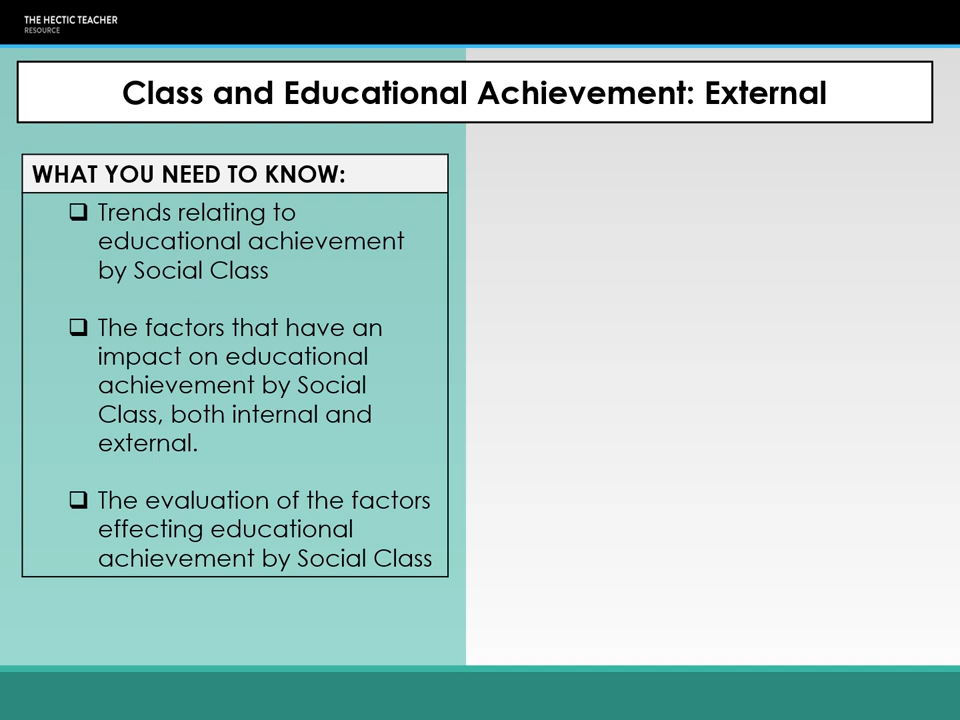 THE HECTIC TEACHER
RESOURCE
Class and Educational Achievement: External
WHAT YOU NEED TO KNOW:
❑ Trends relating to
educational achievement
by Social Class
❑ The factors that have an
impact on educational
achievement by Social
Class, both internal and
external.
❑ The evaluation of the factors
effecting educational
achievement by Social Class